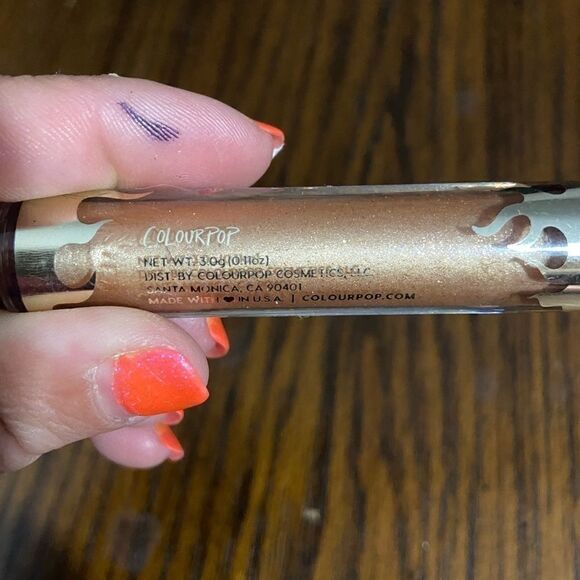 COLOURPOP
NET WT. 3.0g (0.11oz)
DIST. BY COLOURPOP COSMETICS, LLC
SANTA MONICA, CA 90401
MADE WITH ♥ IN U.S.A. | COLOURPOP.COM